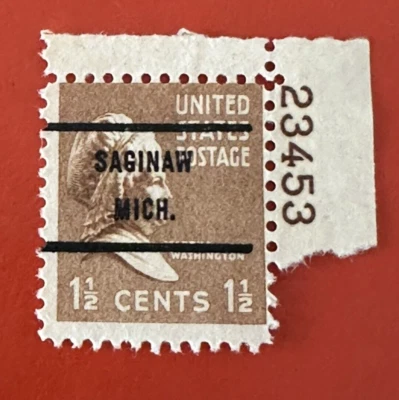 UNITED
STATES
POSTAGE
SAGINAW
MICH.
WASHINGTON
1½ CENTS 1½
23453